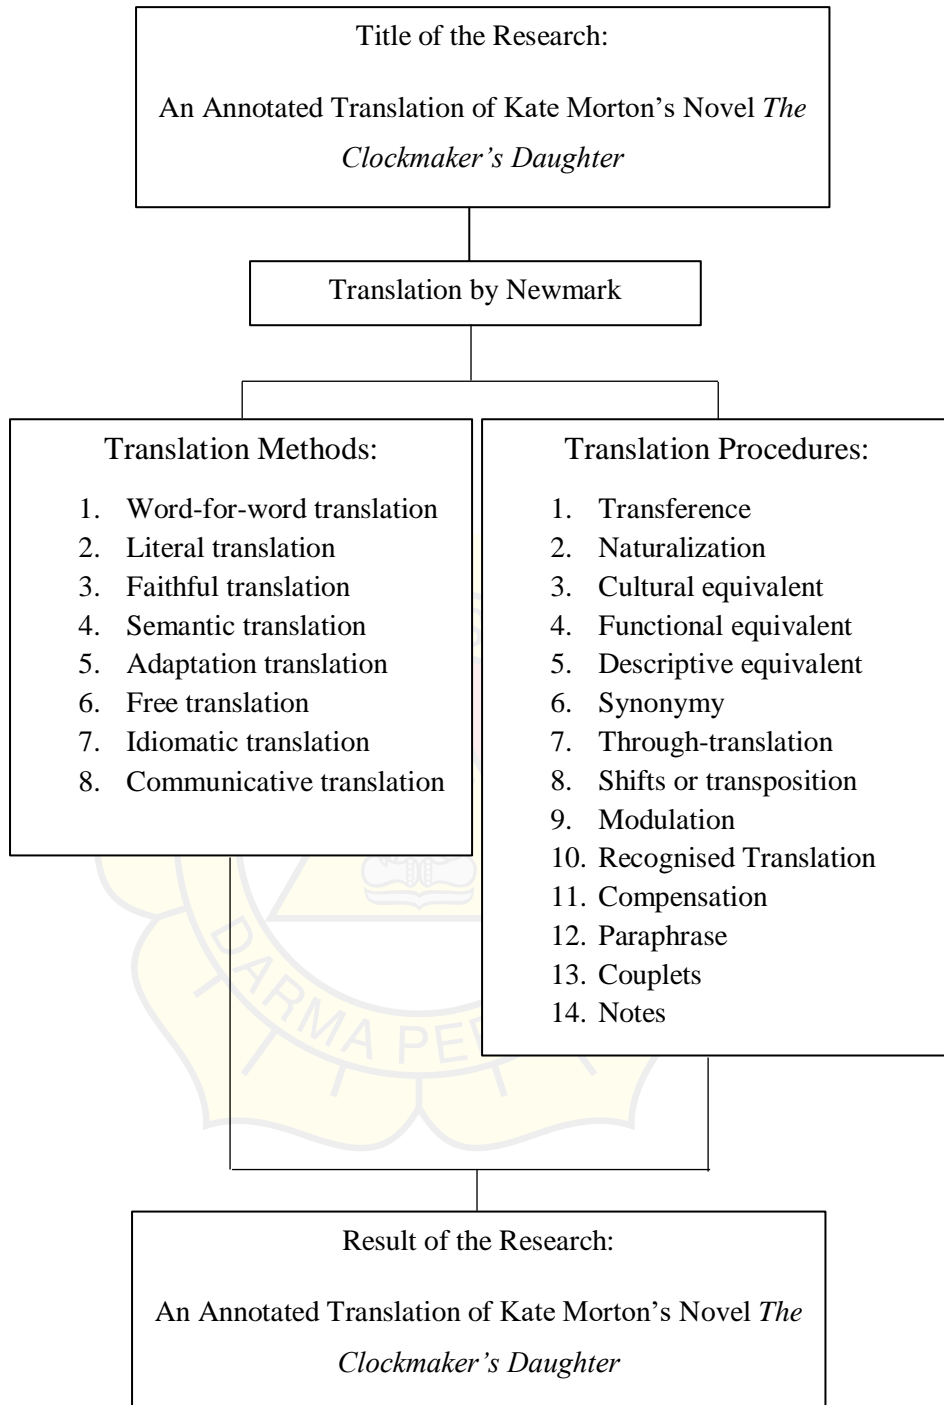 Title of the Research:
An Annotated Translation of Kate Morton's Novel The
Clockmaker's Daughter
Translation by Newmark
Translation Methods:
1. Word-for-word translation
2. Literal translation
3. Faithful translation
4. Semantic translation
5. Adaptation translation
6. Free translation
7. Idiomatic translation
8. Communicative translation
Translation Procedures:
1. Transference
2. Naturalization
3. Cultural equivalent
4. Functional equivalent
5. Descriptive equivalent
6. Synonymy
7. Through-translation
8. Shifts or transposition
9. Modulation
10. Recognised Translation
11. Compensation
12. Paraphrase
13. Couplets
14. Notes
DARMA PE
Result of the Research:
An Annotated Translation of Kate Morton's Novel The
Clockmaker's Daughter